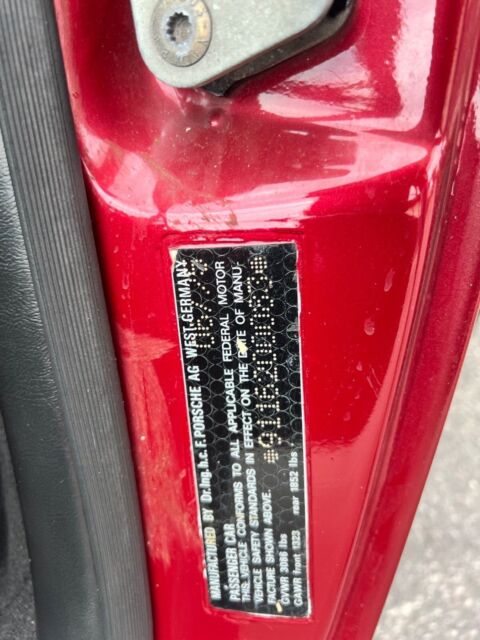 MANUFACTURED BY Dr.Ing.h.c.F.PORSCHE AG WEST-GERMANY
PASSENGER CAR
THIS VEHICLE CONFORMS TO ALL APPLICABLE FEDERAL MOTOR
VEHICLE SAFETY STANDARDS IN EFFECT ON THE DATE OF MANU-
FACTURE SHOWN ABOVE.
GVWR 3086 lbs
GAWR front 1323 rear 1852 lbs